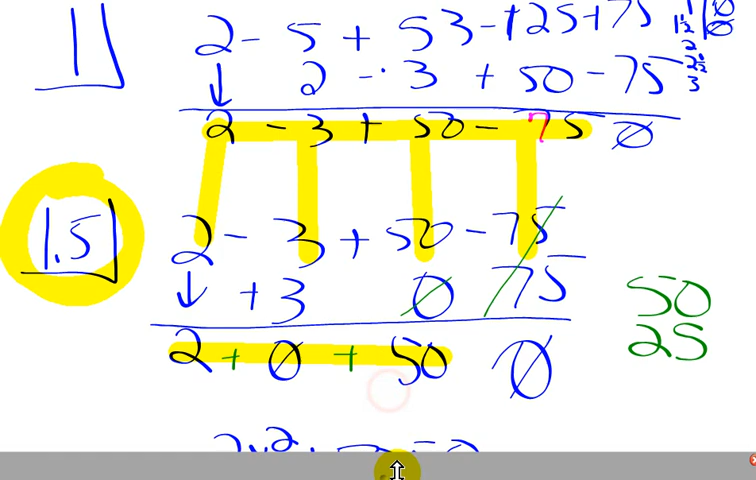 1| 2 - 5 + 53 - 125 + 75
2 - 3 + 50 - 75
2 - 3 + 50 - 75 0
1.5| 2 - 3 + 50 - 75
+3 0 75
2 + 0 + 50 0
50
25